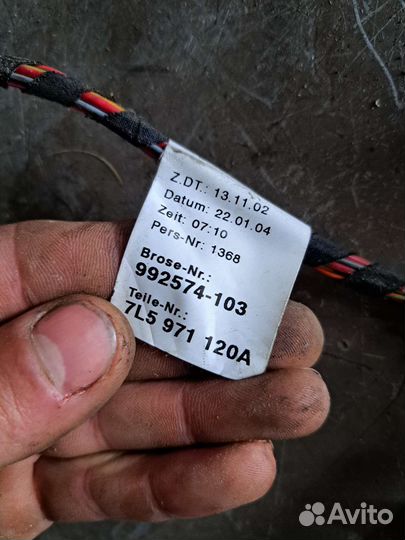 Z.DT.: 13.11.02
Datum: 22.01.04
Zeit: 07:10
Pers-Nr: 1368
Brose-Nr.:
992574-103
Teile-Nr.:
7L5 971 120A
Avito